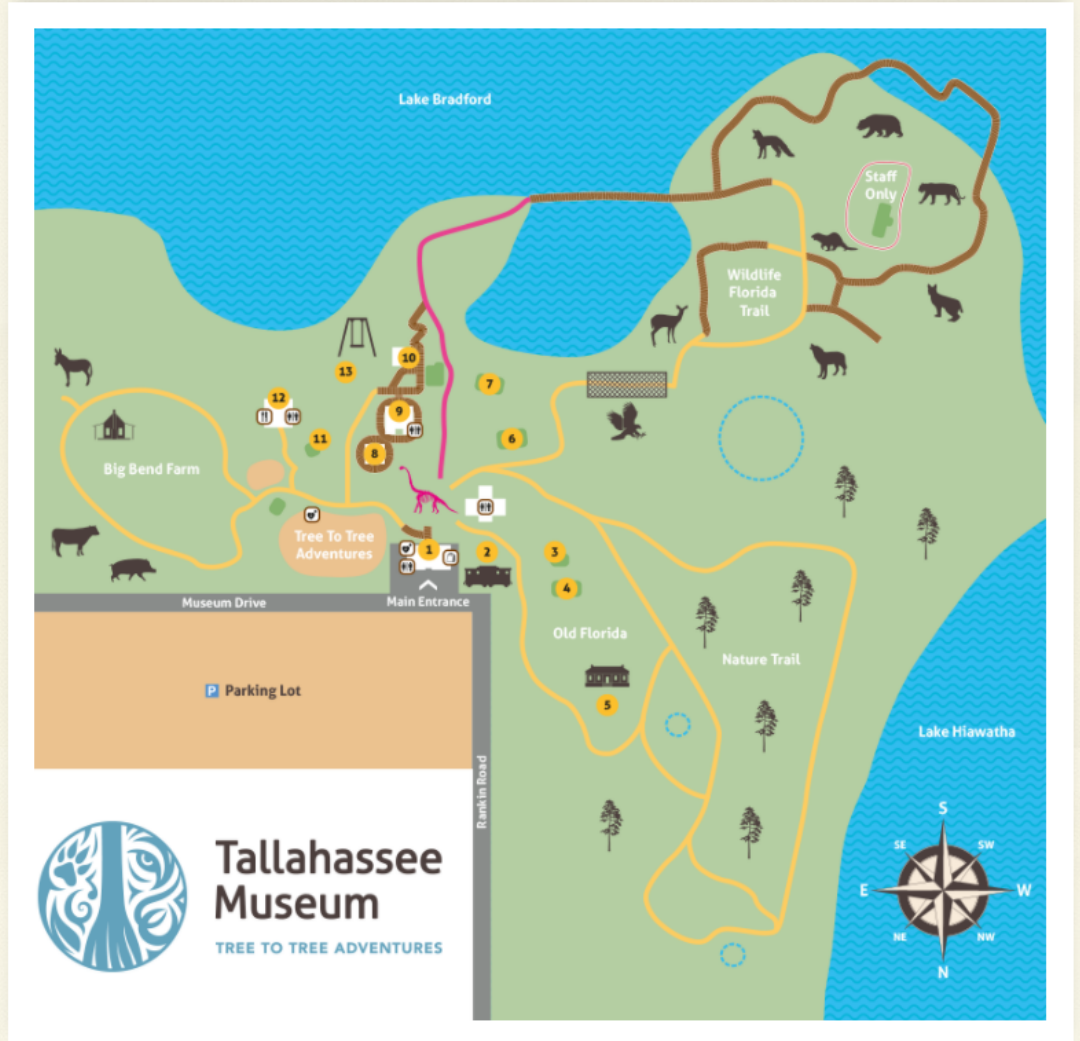 Lake Bradford
Staff
Only
Wildlife
Florida
Trail
10
13
7
12
9
11
6
8
Big Bend Farm
Tree To Tree
Adventures
1
2
3
4
Museum Drive
Main Entrance
Old Florida
Nature Trail
5
P Parking Lot
Lake Hiawatha
Rankin Road
Tallahassee
Museum
TREE TO TREE ADVENTURES
S
SE
SW
E
W
NE
NW
N